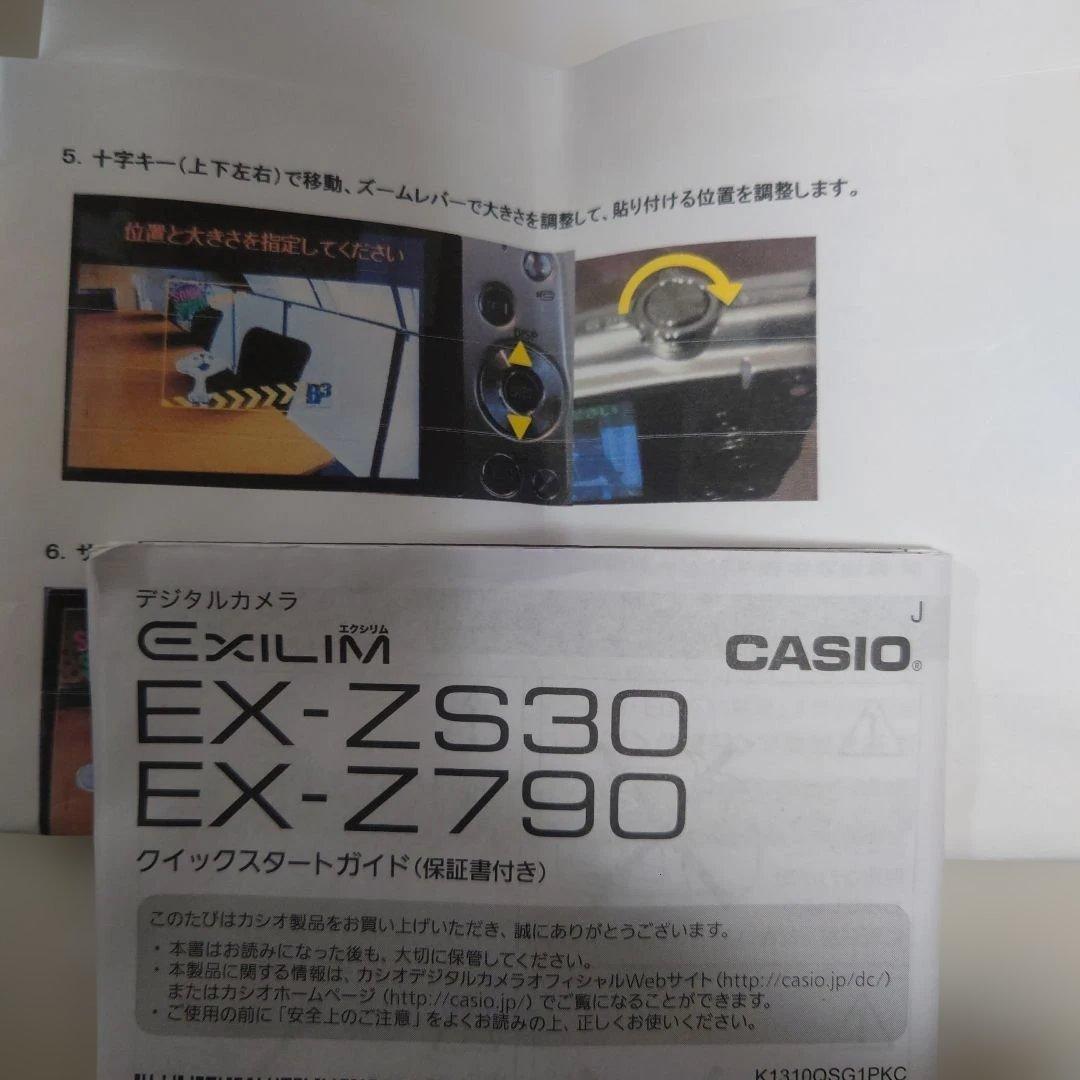 5. 十字キー(上下左右)で移動、ズームレバーで大きさを調整して、貼り付ける位置を調整します。
位置と大きさを指定してください
DISP
6. サ
デジタルカメラ
J
エクシリム
EXILIM
CASIO®
EX-ZS30
EX-Z790
クイックスタートガイド(保証書付き)
このたびはカシオ製品をお買い上げいただき、誠にありがとうございます。
・本書はお読みになった後も、大切に保管してください。
・本製品に関する情報は、カシオデジタルカメラオフィシャルWebサイト(http://casio.jp/dc/)
またはカシオホームページ(http://casio.jp/)でご覧になることができます。
・ご使用の前に「安全上のご注意」をよくお読みの上、正しくお使いください。
K1310QSG1PKC